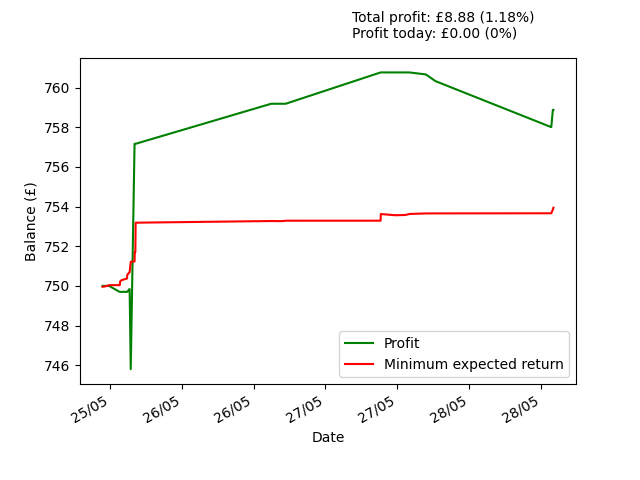 Total profit: £8.88 (1.18%)
Profit today: £0.00 (0%)
760
758
756
754
752
750
748
746
Balance (£)
Profit
Minimum expected return
25/05
26/05
26/05
27/05
27/05
28/05
28/05
Date